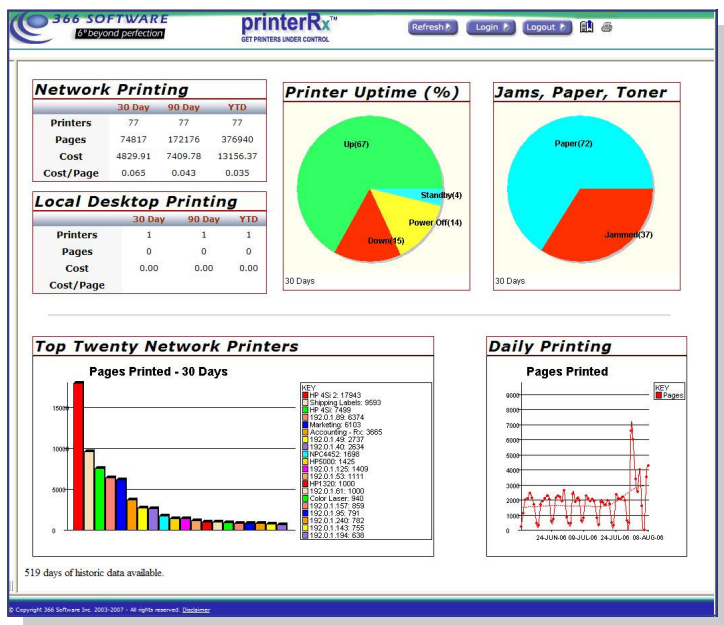 366 SOFTWARE
6° beyond perfection
printerRx™
GET PRINTERS UNDER CONTROL
Refresh Login Logout
Network Printing
30 Day 90 Day YTD
Printers 77 77 77
Pages 74817 172176 376940
Cost 4829.91 7409.78 13156.37
Cost/Page 0.065 0.043 0.035
Local Desktop Printing
30 Day 90 Day YTD
Printers 1 1 1
Pages 0 0 0
Cost 0.00 0.00 0.00
Cost/Page
Printer Uptime (%)
Up(67)
Standby(4)
Power Off(14)
Down(15)
30 Days
Jams, Paper, Toner
Paper(72)
Jammed(37)
30 Days
Top Twenty Network Printers
Pages Printed - 30 Days
15000
10000
5000
0
KEY
HP 4Si 2: 17943
Shipping Labels: 9593
HP 4Si: 7499
192.0.1.89: 6374
Marketing: 6103
Accounting - Rx: 3665
192.0.1.49: 2737
192.0.1.40: 2634
NPC4452: 1698
HP5000: 1425
192.0.1.125: 1409
192.0.1.53: 1111
HP1320: 1000
192.0.1.61: 1000
Color Laser: 940
192.0.1.157: 859
192.0.1.95: 791
192.0.1.240: 782
192.0.1.143: 755
192.0.1.194: 638
Daily Printing
Pages Printed
9000
8000
7000
6000
5000
4000
3000
2000
1000
0
24-JUN-06 09-JUL-06 24-JUL-06 08-AUG-06
KEY
Pages
519 days of historic data available.
© Copyright 366 Software Inc. 2003-2007 - All rights reserved. Disclaimer